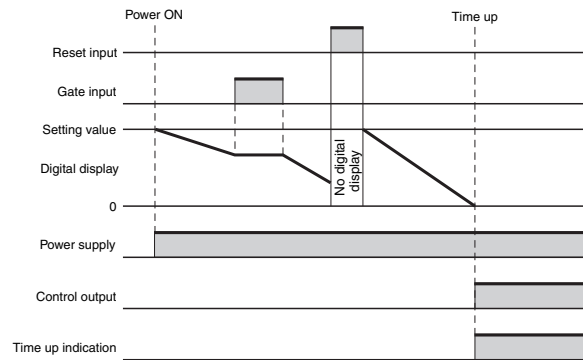 Power ON
Time up
Reset input
Gate input
Setting value
Digital display
No digital
display
0
Power supply
Control output
Time up indication